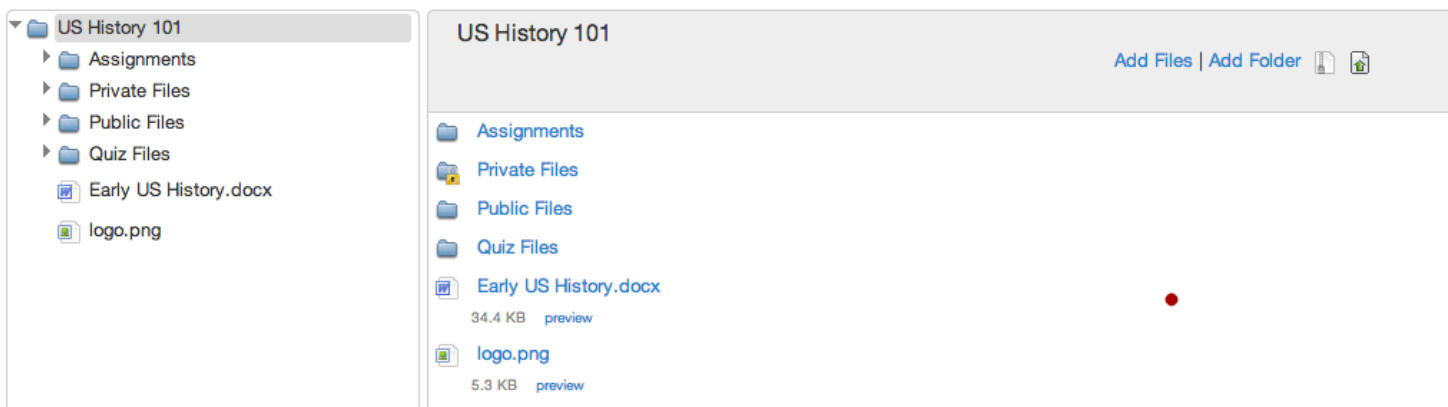 US History 101
Assignments
Private Files
Public Files
Quiz Files
Early US History.docx
logo.png
US History 101
Add Files | Add Folder
Assignments
Private Files
Public Files
Quiz Files
Early US History.docx
34.4 KB preview
logo.png
5.3 KB preview